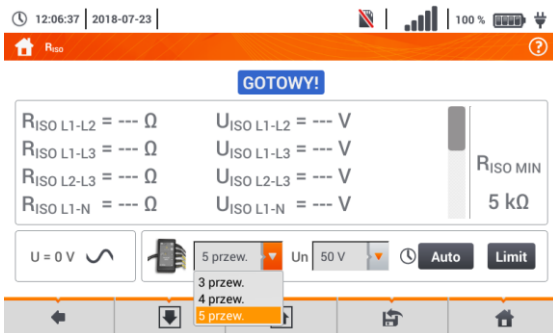 12:06:37 2018-07-23 100 %
RISO ?
GOTOWY!
RISO L1-L2 = --- Ω UISO L1-L2 = --- V
RISO L1-L3 = --- Ω UISO L1-L3 = --- V
RISO L2-L3 = --- Ω UISO L2-L3 = --- V
RISO L1-N = --- Ω UISO L1-N = --- V
RISO MIN
5 kΩ
U = 0 V 5 przew. Un 50 V Auto Limit
3 przew.
4 przew.
5 przew.